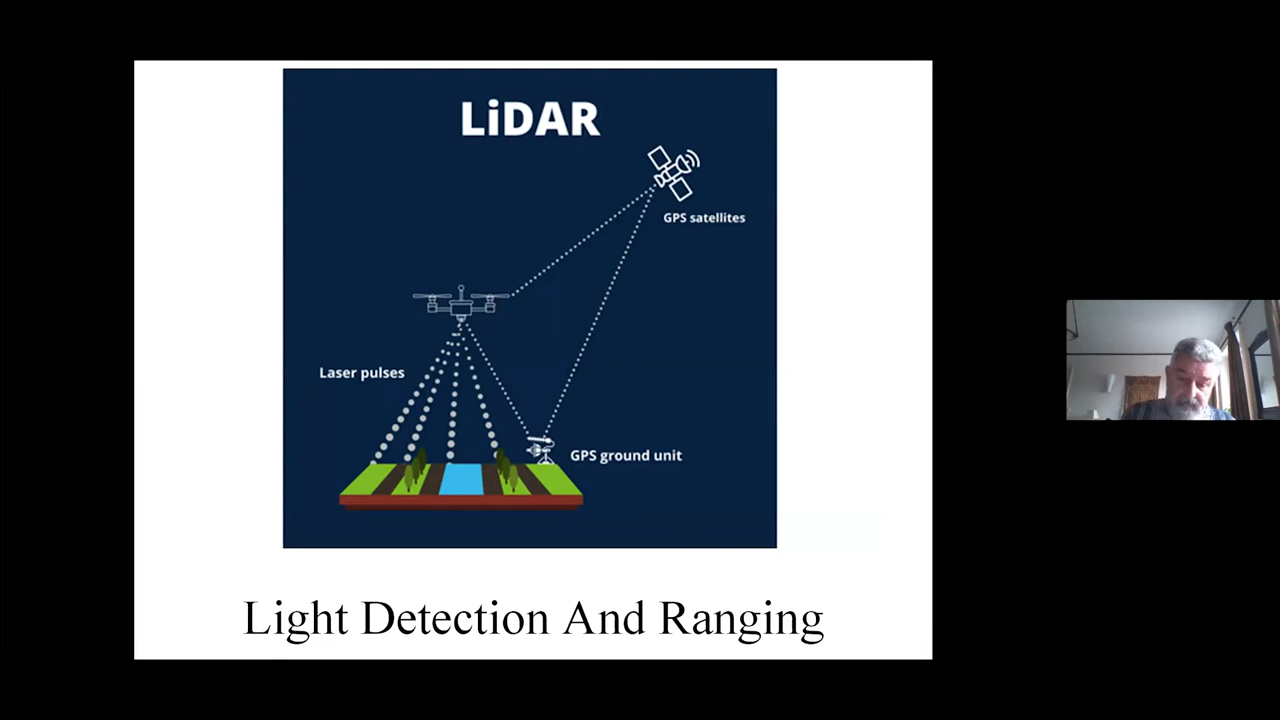 LiDAR
GPS satellites
Laser pulses
GPS ground unit
Light Detection And Ranging